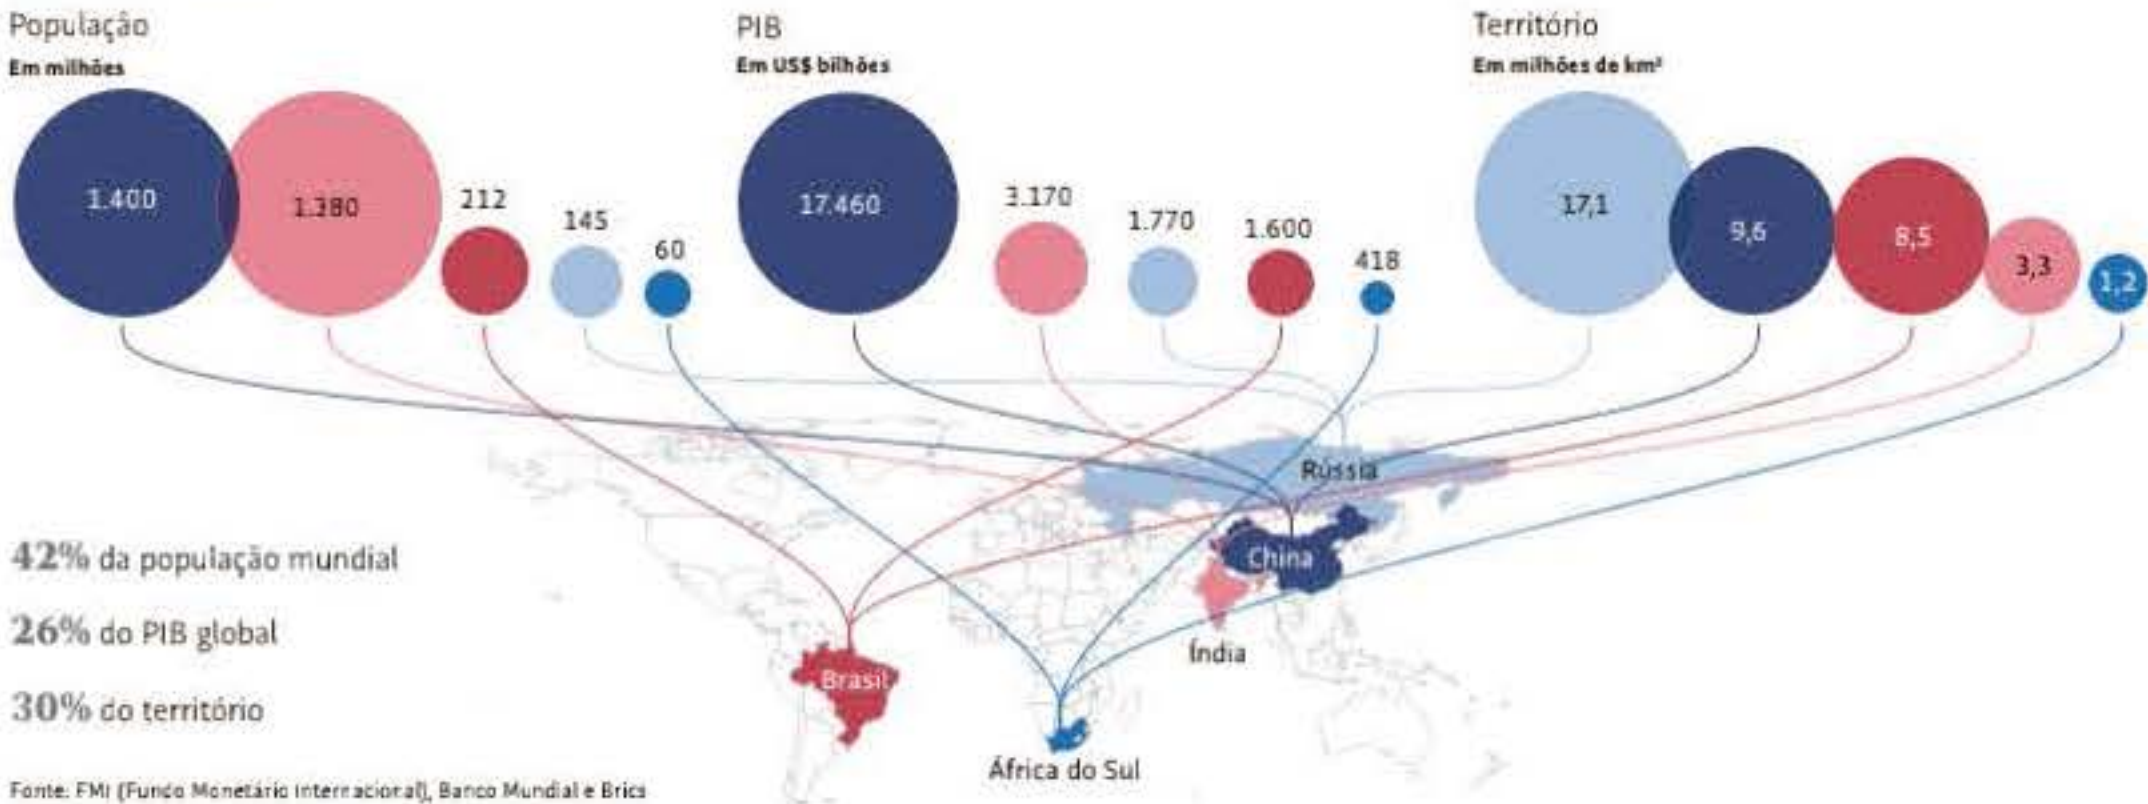 População
Em milhões
1.400
1.380
212
145
60
PIB
Em US$ bilhões
17.460
3.170
1.770
1.600
418
Território
Em milhões de km²
17,1
9,6
8,5
3,3
1,2
Rússia
China
Índia
Brasil
África do Sul
42% da população mundial
26% do PIB global
30% do território
Fonte: FMI (Fundo Monetário Internacional), Banco Mundial e Brics